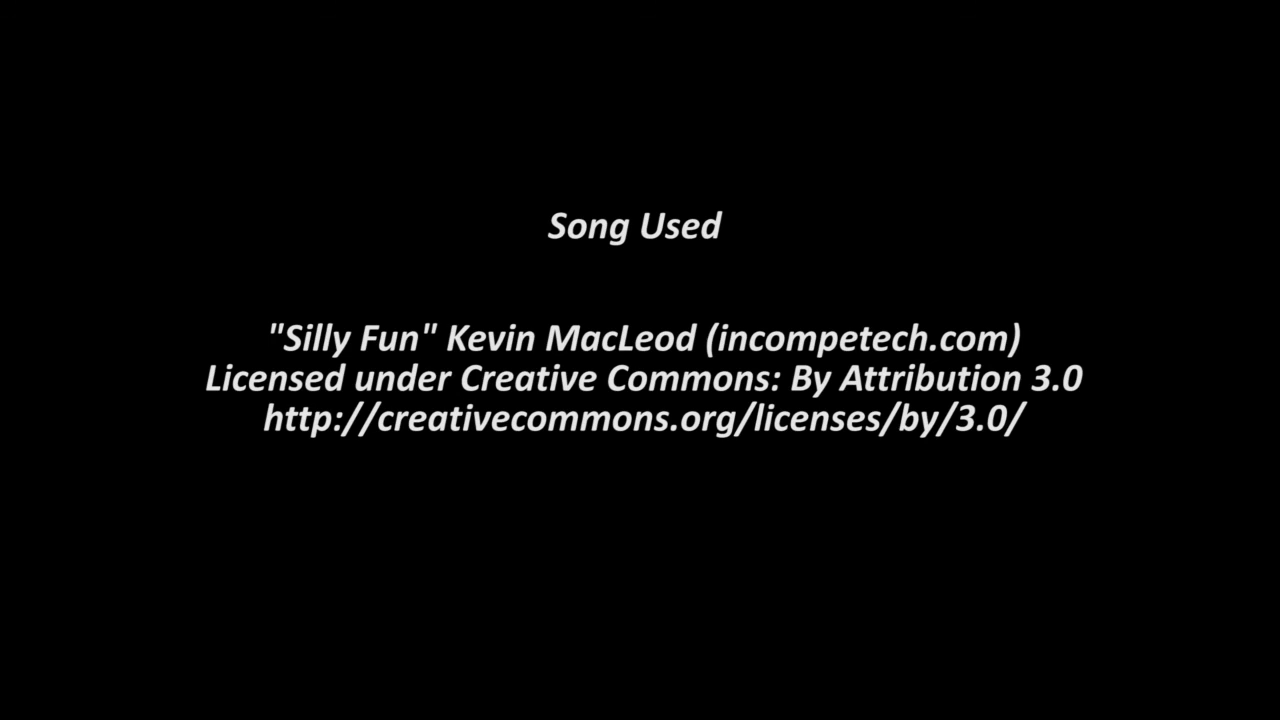 Song Used
"Silly Fun" Kevin MacLeod (incompetech.com)
Licensed under Creative Commons: By Attribution 3.0
http://creativecommons.org/licenses/by/3.0/